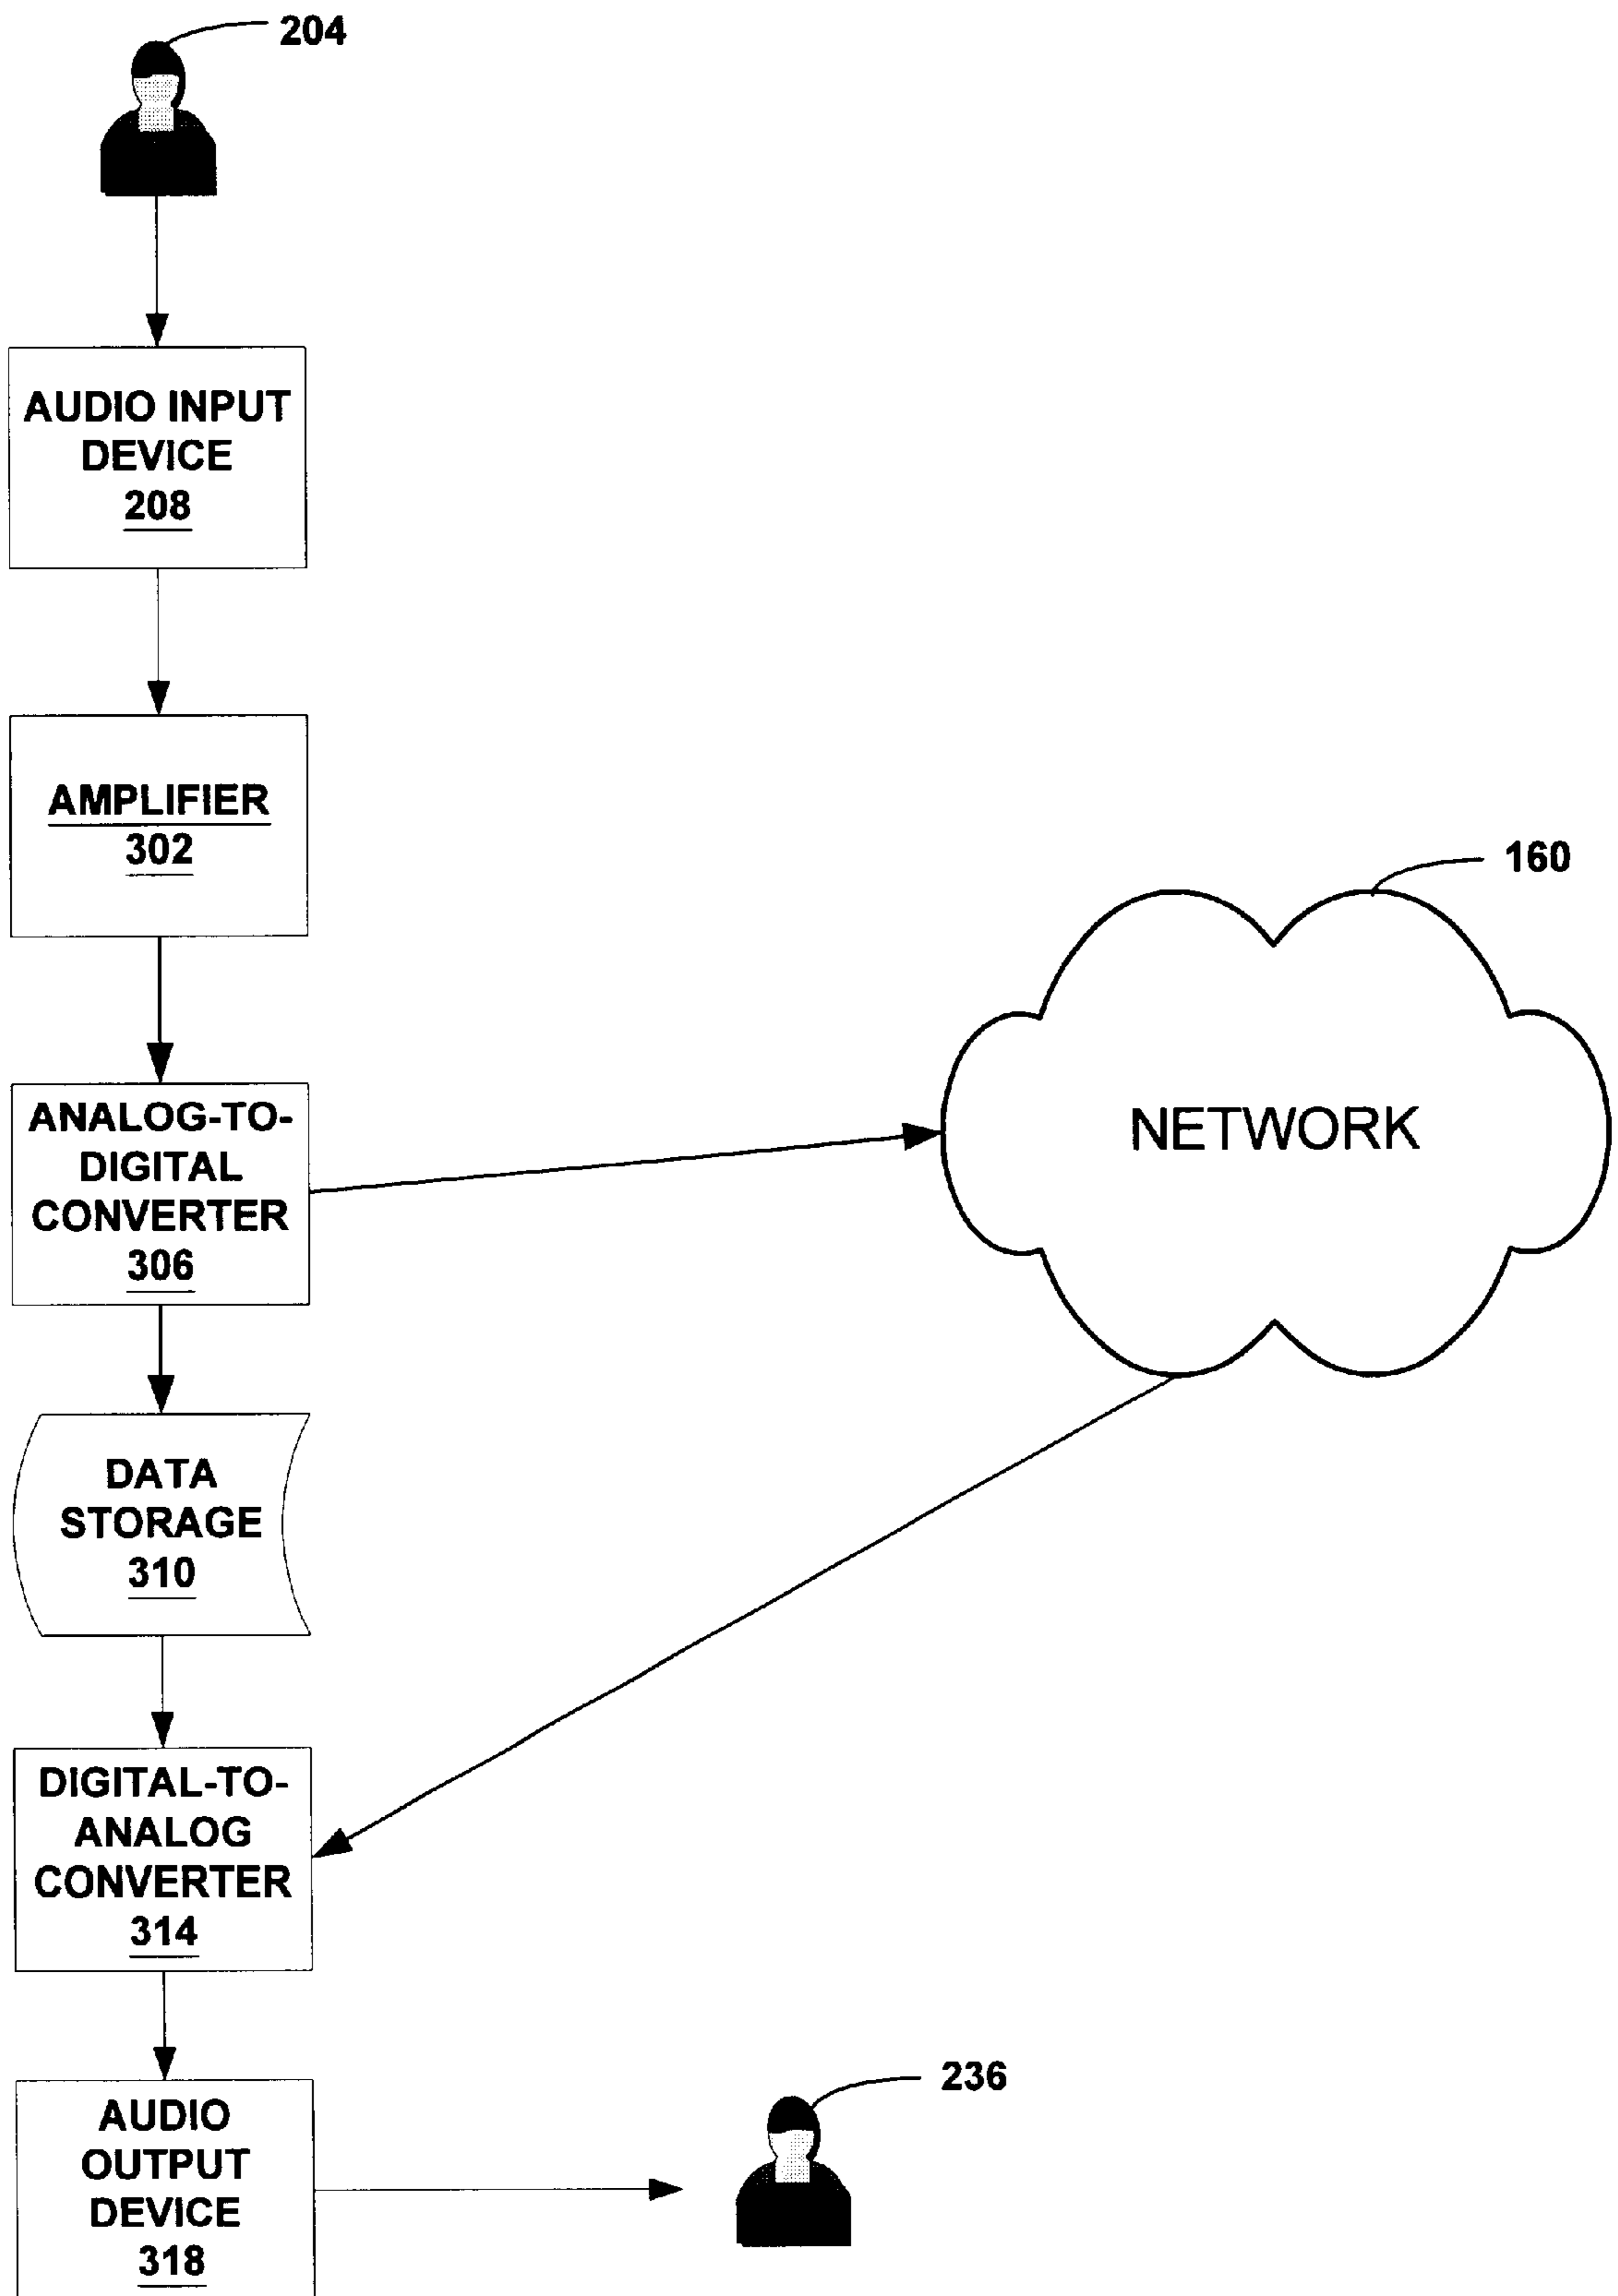 204
AUDIO INPUT
DEVICE
208
AMPLIFIER
302
160
NETWORK
ANALOG-TO-
DIGITAL
CONVERTER
306
DATA
STORAGE
310
DIGITAL-TO-
ANALOG
CONVERTER
314
236
AUDIO
OUTPUT
DEVICE
318